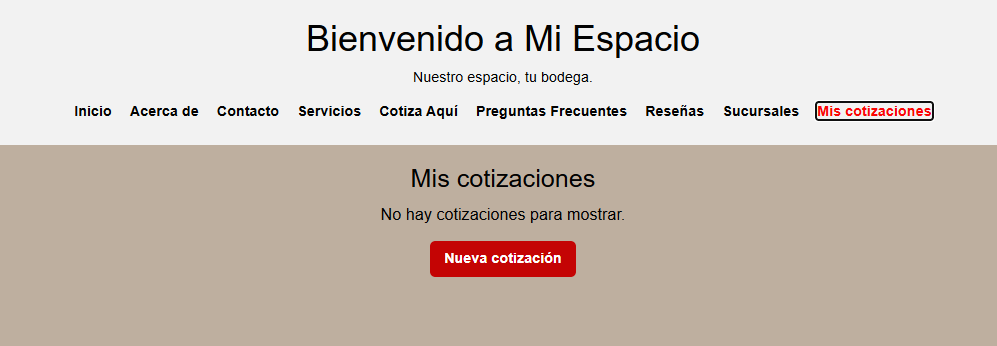 Bienvenido a Mi Espacio
Nuestro espacio, tu bodega.
Inicio Acerca de Contacto Servicios Cotiza Aquí Preguntas Frecuentes Reseñas Sucursales Mis cotizaciones
Mis cotizaciones
No hay cotizaciones para mostrar.
Nueva cotización